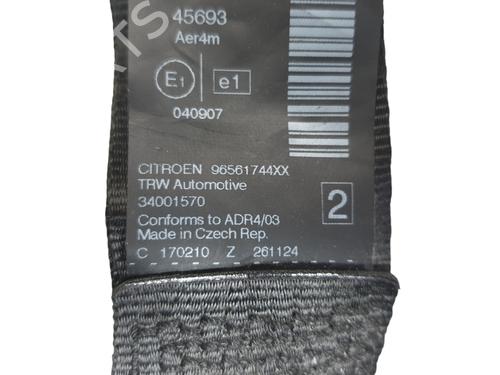 45693
Aer4m
E1 e1
040907
CITROEN 96561744XX
TRW Automotive
34001570
Conforms to ADR4/03
Made in Czech Rep.
2
C 170210 Z 261124